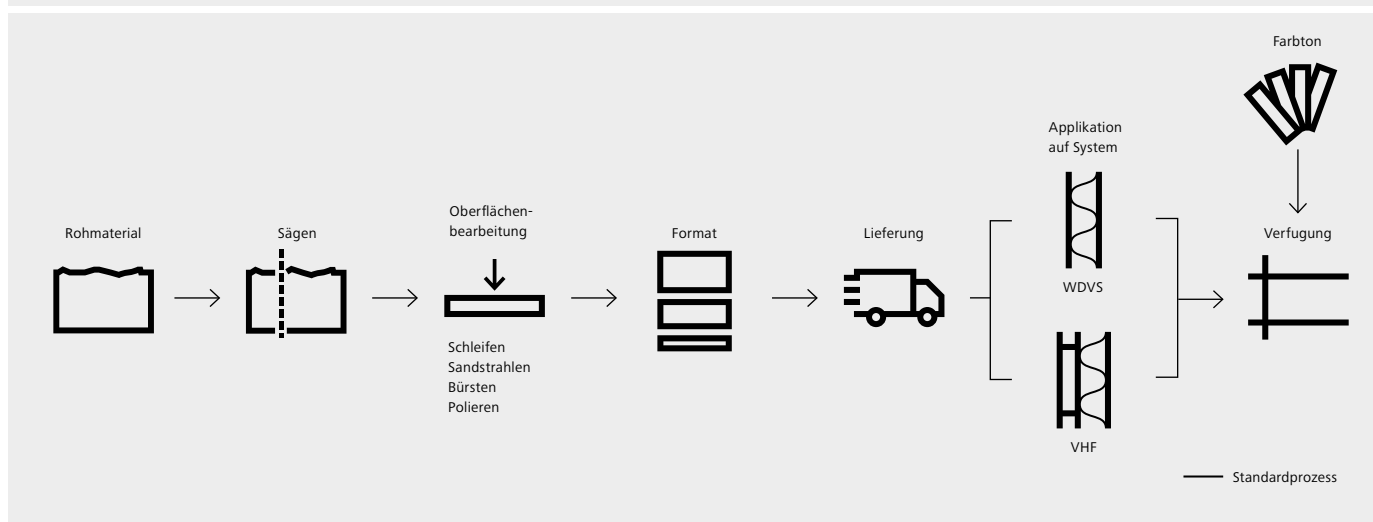 Rohmaterial
Sägen
Oberflächen-
bearbeitung
Schleifen
Sandstrahlen
Bürsten
Polieren
Format
Lieferung
Applikation
auf System
WDVS
VHF
Farbton
Verfugung
Standardprozess